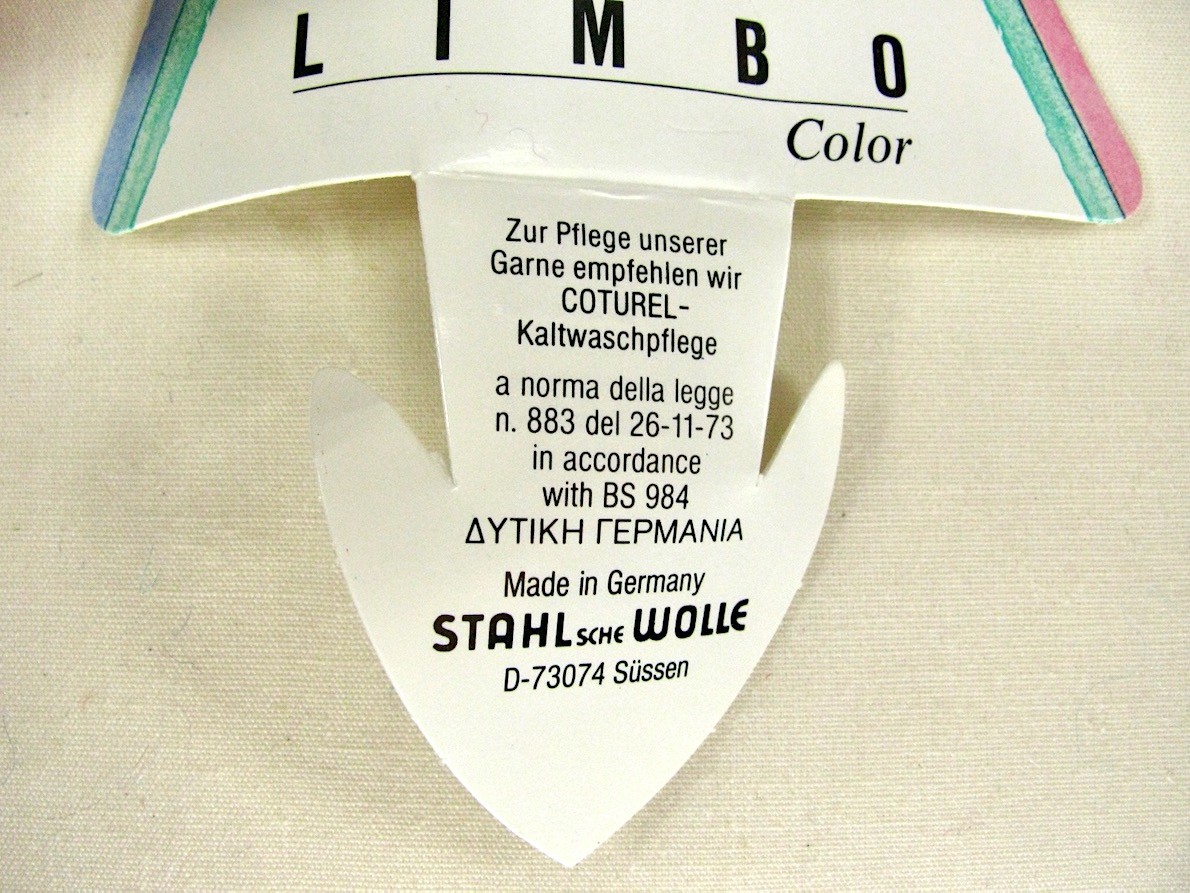 LIMBO
Color
Zur Pflege unserer
Garne empfehlen wir
COTUREL-
Kaltwaschpflege
a norma della legge
n. 883 del 26-11-73
in accordance
with BS 984
ΔΥΤΙΚΗ ΓΕΡΜΑΝΙΑ
Made in Germany
STAHLSCHE WOLLE
D-73074 Süssen